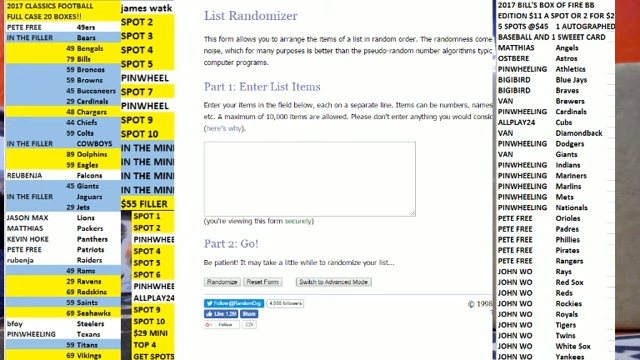 2017 CLASSICS FOOTBALL
FULL CASE 20 BOXES!!
PETE FREE 49ers
IN THE FILLER Bears
49 Bengals
79 Bills
59 Broncos
59 Browns
45 Buccaneers
29 Cardinals
48 Chargers
44 Chiefs
59 Colts
IN THE FILLER COWBOYS
89 Dolphins
59 Eagles
REUBENJA Falcons
45 Giants
IN THE FILLER Jaguars
29 Jets
JASON MAX Lions
MATTHIAS Packers
KEVIN HOKE Panthers
PETE FREE Patriots
rubenja Raiders
49 Rams
29 Ravens
69 Redskins
59 Saints
69 Seahawks
bfoy Steelers
PINWHEELING Texans
59 Titans
69 Vikings
james watk
SPOT 2
SPOT 3
SPOT 4
SPOT 5
PINWHEEL
SPOT 7
PINWHEEL
SPOT 9
SPOT 10
IN THE MINI
IN THE MINI
IN THE MINI
IN THE MINI
$55 FILLER
SPOT 1
SPOT 2
PINWHEE
SPOT 4
SPOT 5
SPOT 6
PINWHEE
ALLPLAY24
SPOT 9
SPOT 10
$29 MINI
TOP 4
GET SPOTS
List Randomizer
This form allows you to arrange the items of a list in random order. The randomness come
noise, which for many purposes is better than the pseudo-random number algorithms typic
computer programs.
Part 1: Enter List Items
Enter your items in the field below, each on a separate line. Items can be numbers, names
etc. A maximum of 10,000 items are allowed. Please don't enter anything you would consid
(here's why).
(you're viewing this form securely)
Part 2: Go!
Be patient! It may take a little while to randomize your list...
Randomize Reset Form Switch to Advanced Mode
Follow @RandomOrg
Like 1.2M Share
Follow
© 1998
2017 BILL'S BOX OF FIRE BB
EDITION $11 A SPOT OR 2 FOR $2
5 SPOTS @$45 1 AUTOGRAPHED
BASEBALL AND 1 SWEEET CARD
MATTHIAS Angels
OSTBERE Astros
PINWHEELING Athletics
BIGIBIRD Blue Jays
BIGIBIRD Braves
VAN Brewers
PINWHEELING Cardinals
ALLPLAY24 Cubs
VAN Diamondback
PINWHEELING Dodgers
VAN Giants
PINWHEELING Indians
PINWHEELING Mariners
PINWHEELING Marlins
PINWHEELING Mets
PINWHEELING Nationals
PETE FREE Orioles
PETE FREE Padres
PETE FREE Phillies
PETE FREE Pirates
PETE FREE Rangers
JOHN WO Rays
JOHN WO Red Sox
JOHN WO Reds
JOHN WO Rockies
JOHN WO Royals
JOHN WO Tigers
JOHN WO Twins
JOHN WO White Sox
JOHN WO Yankees